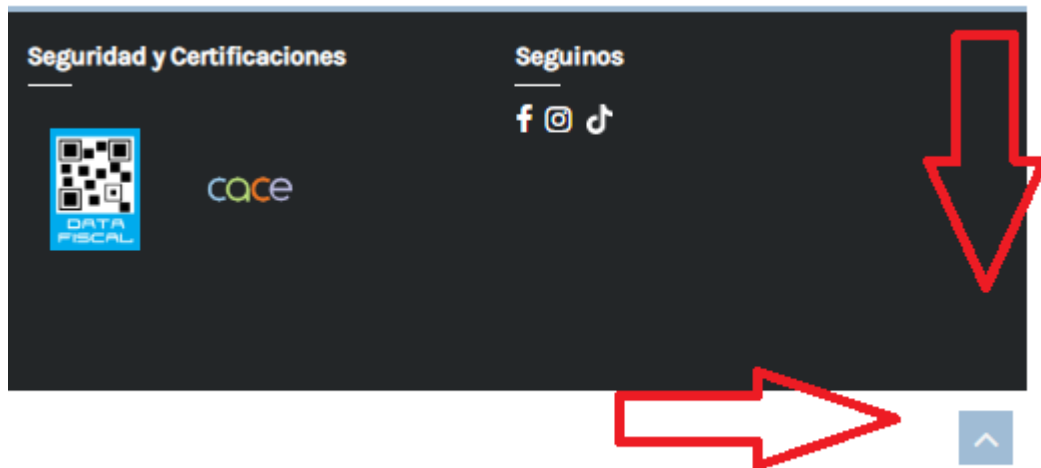 Seguridad y Certificaciones
Seguinos
cace
DATA
FISCAL